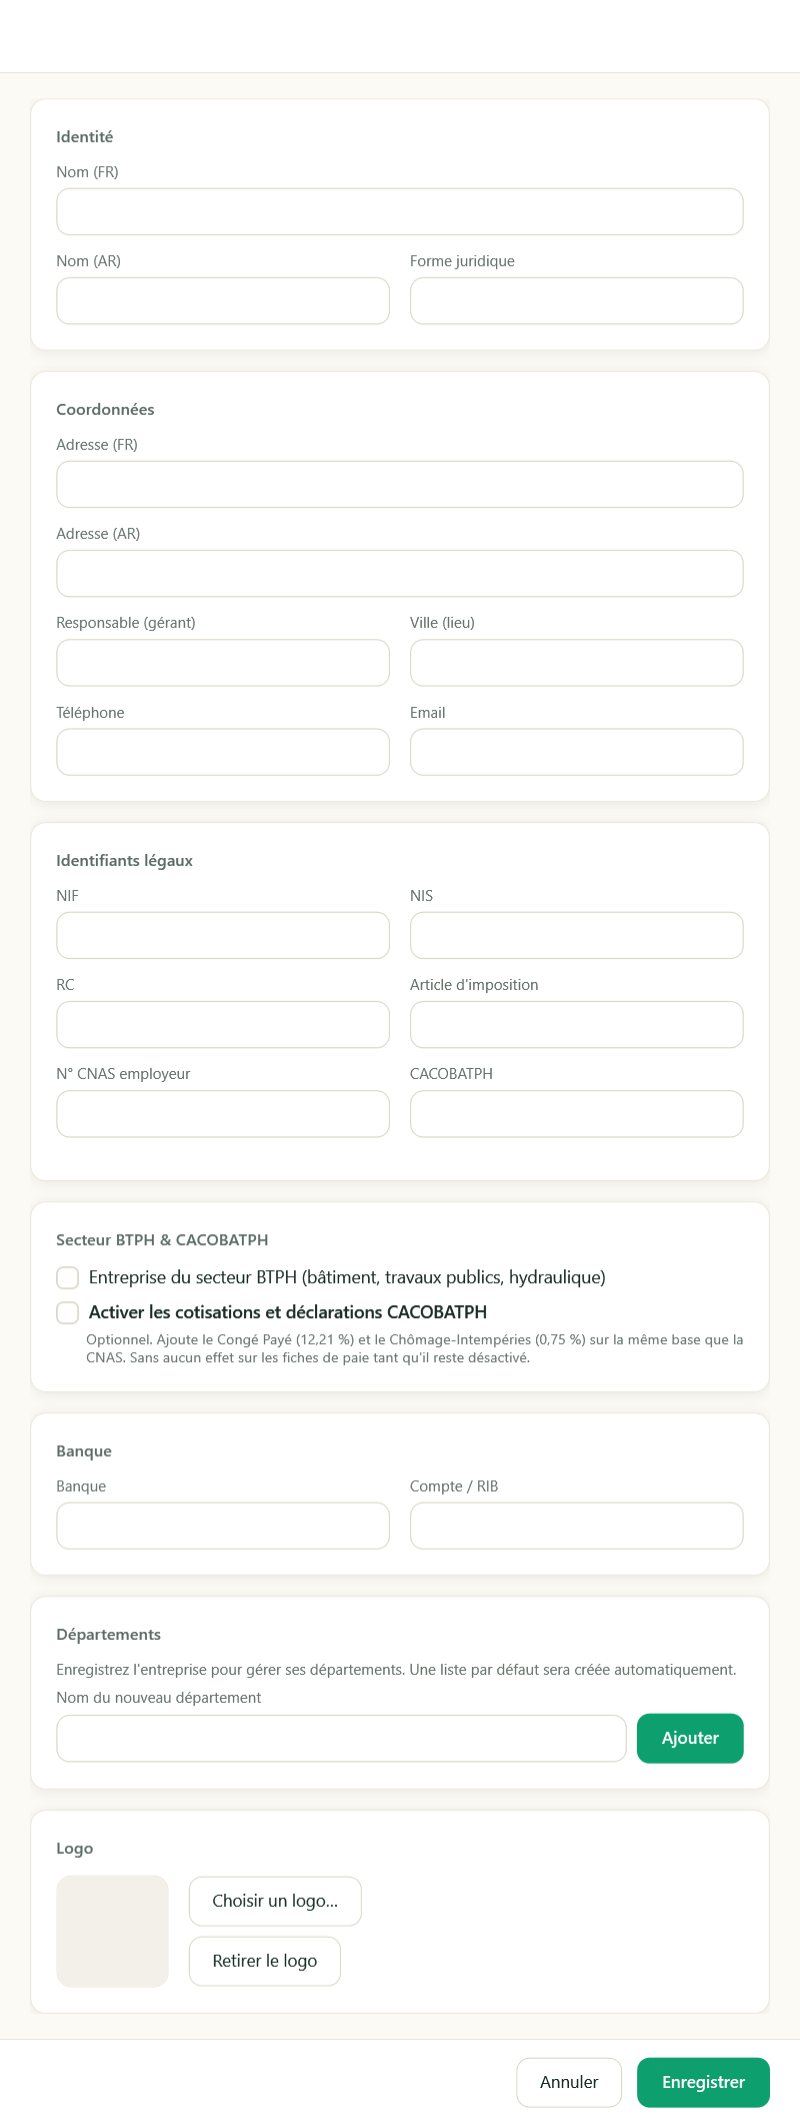 Identité
Nom (FR)
Nom (AR)
Forme juridique
Coordonnées
Adresse (FR)
Adresse (AR)
Responsable (gérant)
Ville (lieu)
Téléphone
Email
Identifiants légaux
NIF
NIS
RC
Article d'imposition
N° CNAS employeur
CACOBATPH
Secteur BTPH & CACOBATPH
Entreprise du secteur BTPH (bâtiment, travaux publics, hydraulique)
Activer les cotisations et déclarations CACOBATPH
Optionnel. Ajoute le Congé Payé (12,21 %) et le Chômage-Intempéries (0,75 %) sur la même base que la
CNAS. Sans aucun effet sur les fiches de paie tant qu'il reste désactivé.
Banque
Banque
Compte / RIB
Départements
Enregistrez l'entreprise pour gérer ses départements. Une liste par défaut sera créée automatiquement.
Nom du nouveau département
Ajouter
Logo
Choisir un logo...
Retirer le logo
Annuler
Enregistrer